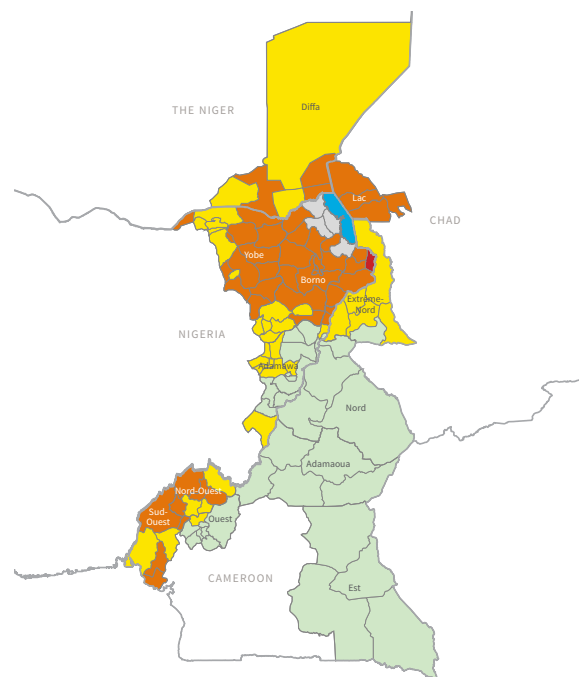 Diffa
THE NIGER
Lac
CHAD
Yobe
Borno
Extrême-
Nord
NIGERIA
Adamawa
Nord
Adamaoua
Nord-Ouest
Sud-
Ouest
Ouest
CAMEROON
Est